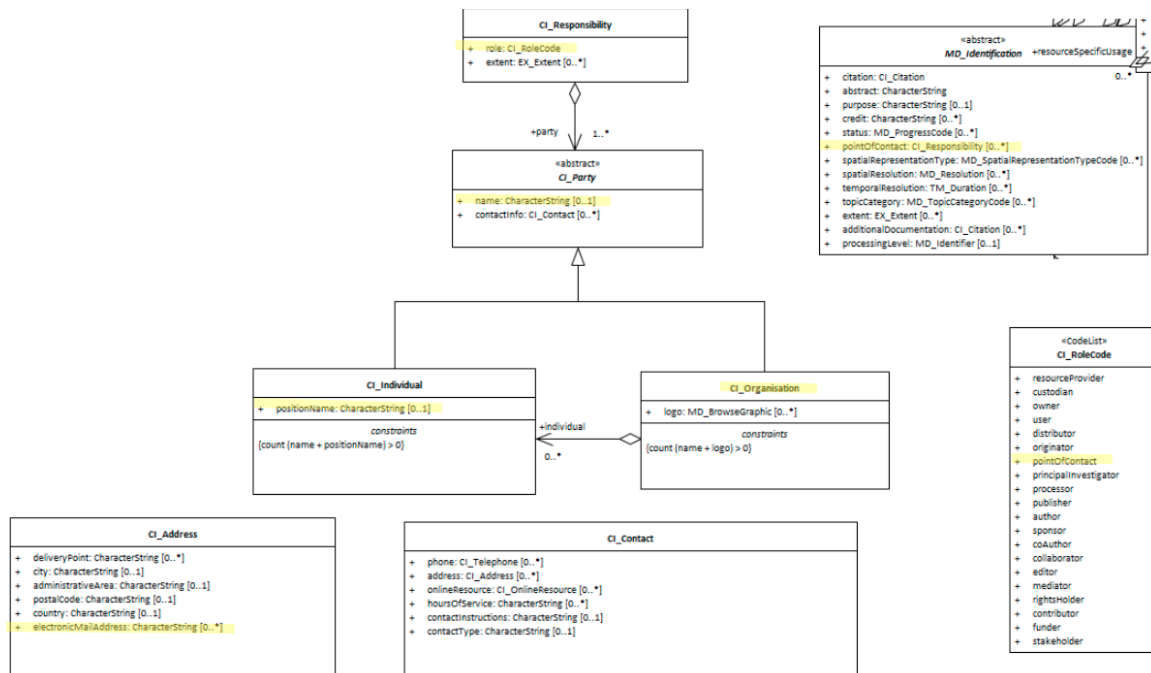 CI_Responsibility
+ role: CI_RoleCode
+ extent: EX_Extent [0..*]
+party
1..*
«abstract»
CI_Party
+ name: CharacterString [0..1]
+ contactInfo: CI_Contact [0..*]
«abstract»
MD_Identification
+resourceSpecificUsage
0..*
+ citation: CI_Citation
+ abstract: CharacterString
+ purpose: CharacterString [0..1]
+ credit: CharacterString [0..*]
+ status: MD_ProgressCode [0..*]
+ pointOfContact: CI_Responsibility [0..*]
+ spatialRepresentationType: MD_SpatialRepresentationTypeCode [0..*]
+ spatialResolution: MD_Resolution [0..*]
+ temporalResolution: TM_Duration [0..*]
+ topicCategory: MD_TopicCategoryCode [0..*]
+ extent: EX_Extent [0..*]
+ additionalDocumentation: CI_Citation [0..*]
+ processingLevel: MD_Identifier [0..1]
+
+
+
+
CI_Individual
+ positionName: CharacterString [0..1]
constraints
{count (name + positionName) > 0}
+individual
0..*
CI_Organisation
+ logo: MD_BrowseGraphic [0..*]
constraints
{count (name + logo) > 0}
«CodeList»
CI_RoleCode
+ resourceProvider
+ custodian
+ owner
+ user
+ distributor
+ originator
+ pointOfContact
+ principalInvestigator
+ processor
+ publisher
+ author
+ sponsor
+ coAuthor
+ collaborator
+ editor
+ mediator
+ rightsHolder
+ contributor
+ funder
+ stakeholder
CI_Address
+ deliveryPoint: CharacterString [0..*]
+ city: CharacterString [0..1]
+ administrativeArea: CharacterString [0..1]
+ postalCode: CharacterString [0..1]
+ country: CharacterString [0..1]
+ electronicMailAddress: CharacterString [0..*]
CI_Contact
+ phone: CI_Telephone [0..*]
+ address: CI_Address [0..*]
+ onlineResource: CI_OnlineResource [0..*]
+ hoursOfService: CharacterString [0..*]
+ contactInstructions: CharacterString [0..1]
+ contactType: CharacterString [0..1]